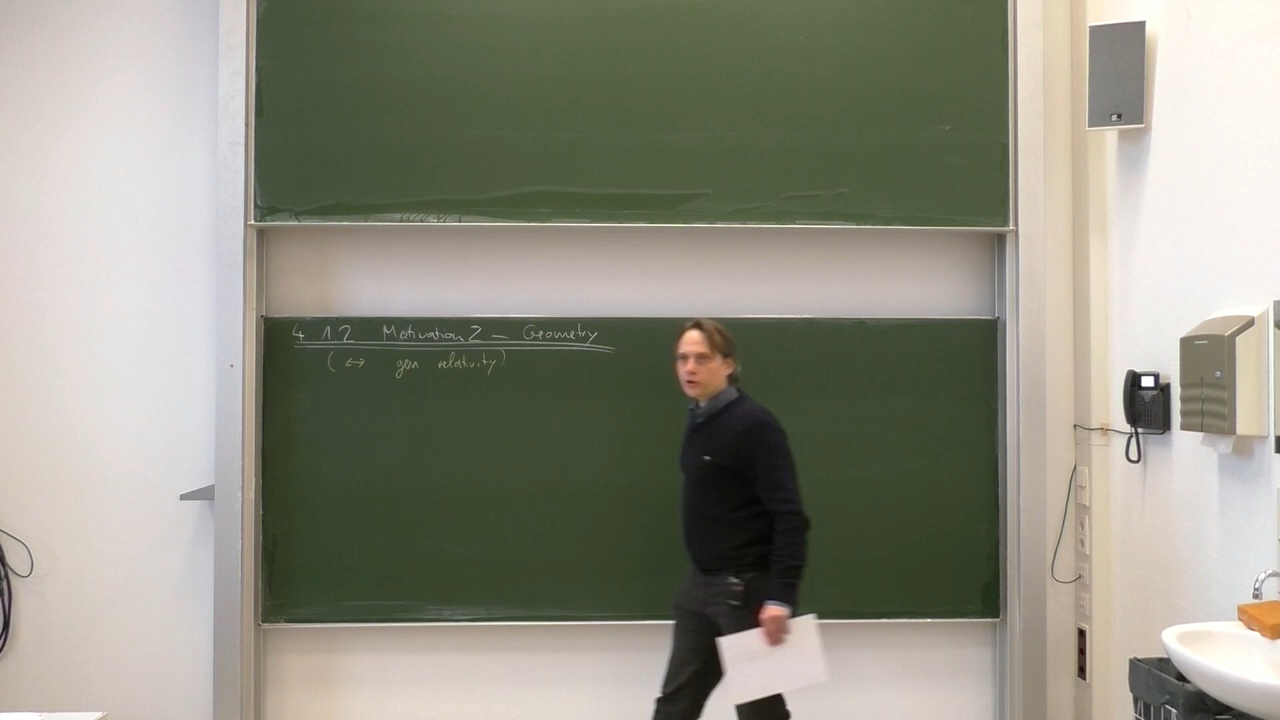 4.1.2 Motivation 2 — Geometry
(↔ gen relativity)